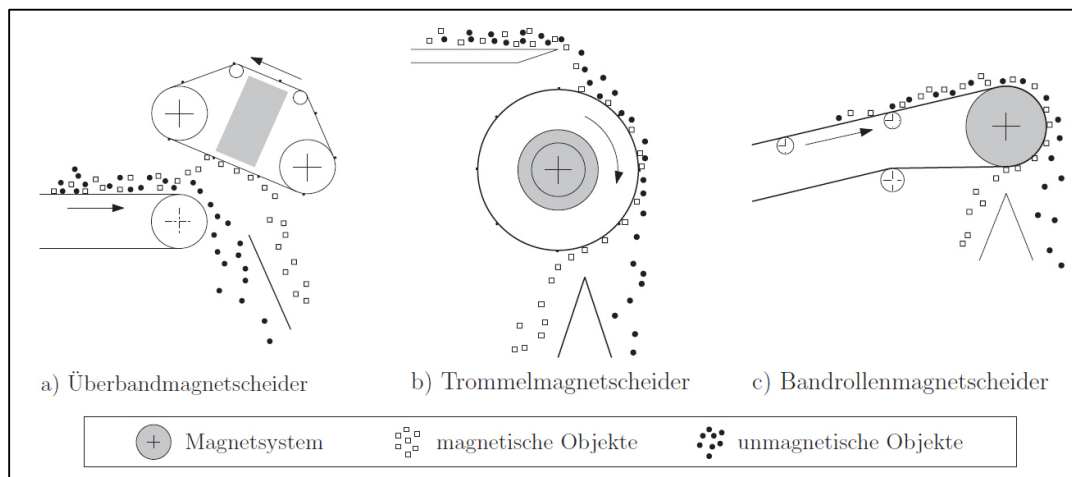 a) Überbandmagnetscheider
b) Trommelmagnetscheider
c) Bandrollenmagnetscheider
Magnetsystem
magnetische Objekte
unmagnetische Objekte